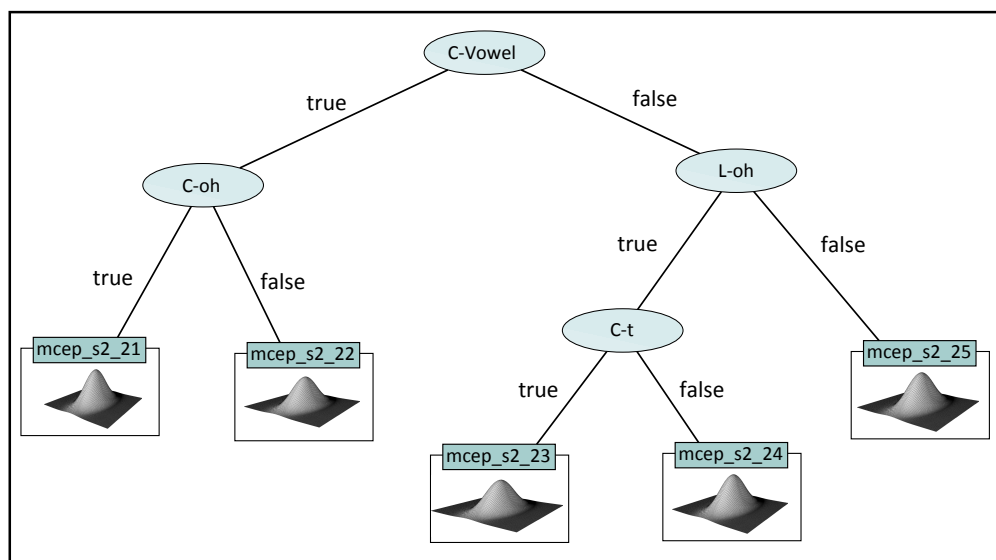 C-Vowel
true
false
C-oh
L-oh
true
false
true
false
C-t
mcep_s2_21
mcep_s2_22
mcep_s2_25
true
false
mcep_s2_23
mcep_s2_24